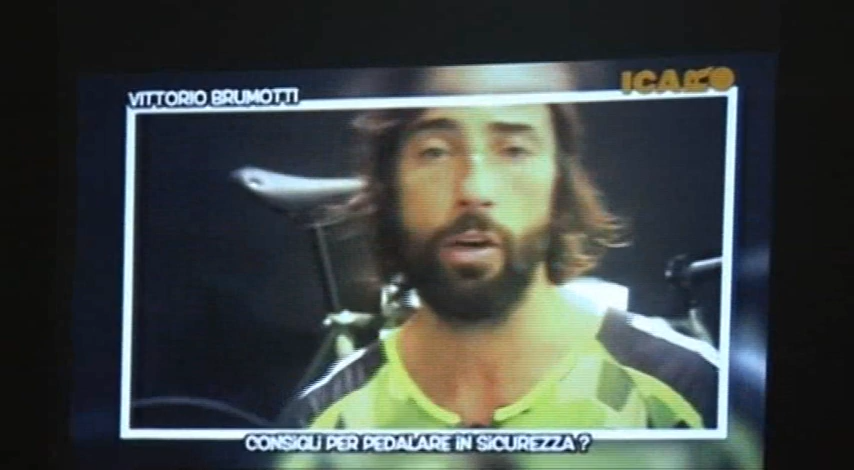 VITTORIO BRUMOTTI
ICARO
CONSIGLI PER PEDALARE IN SICUREZZA?